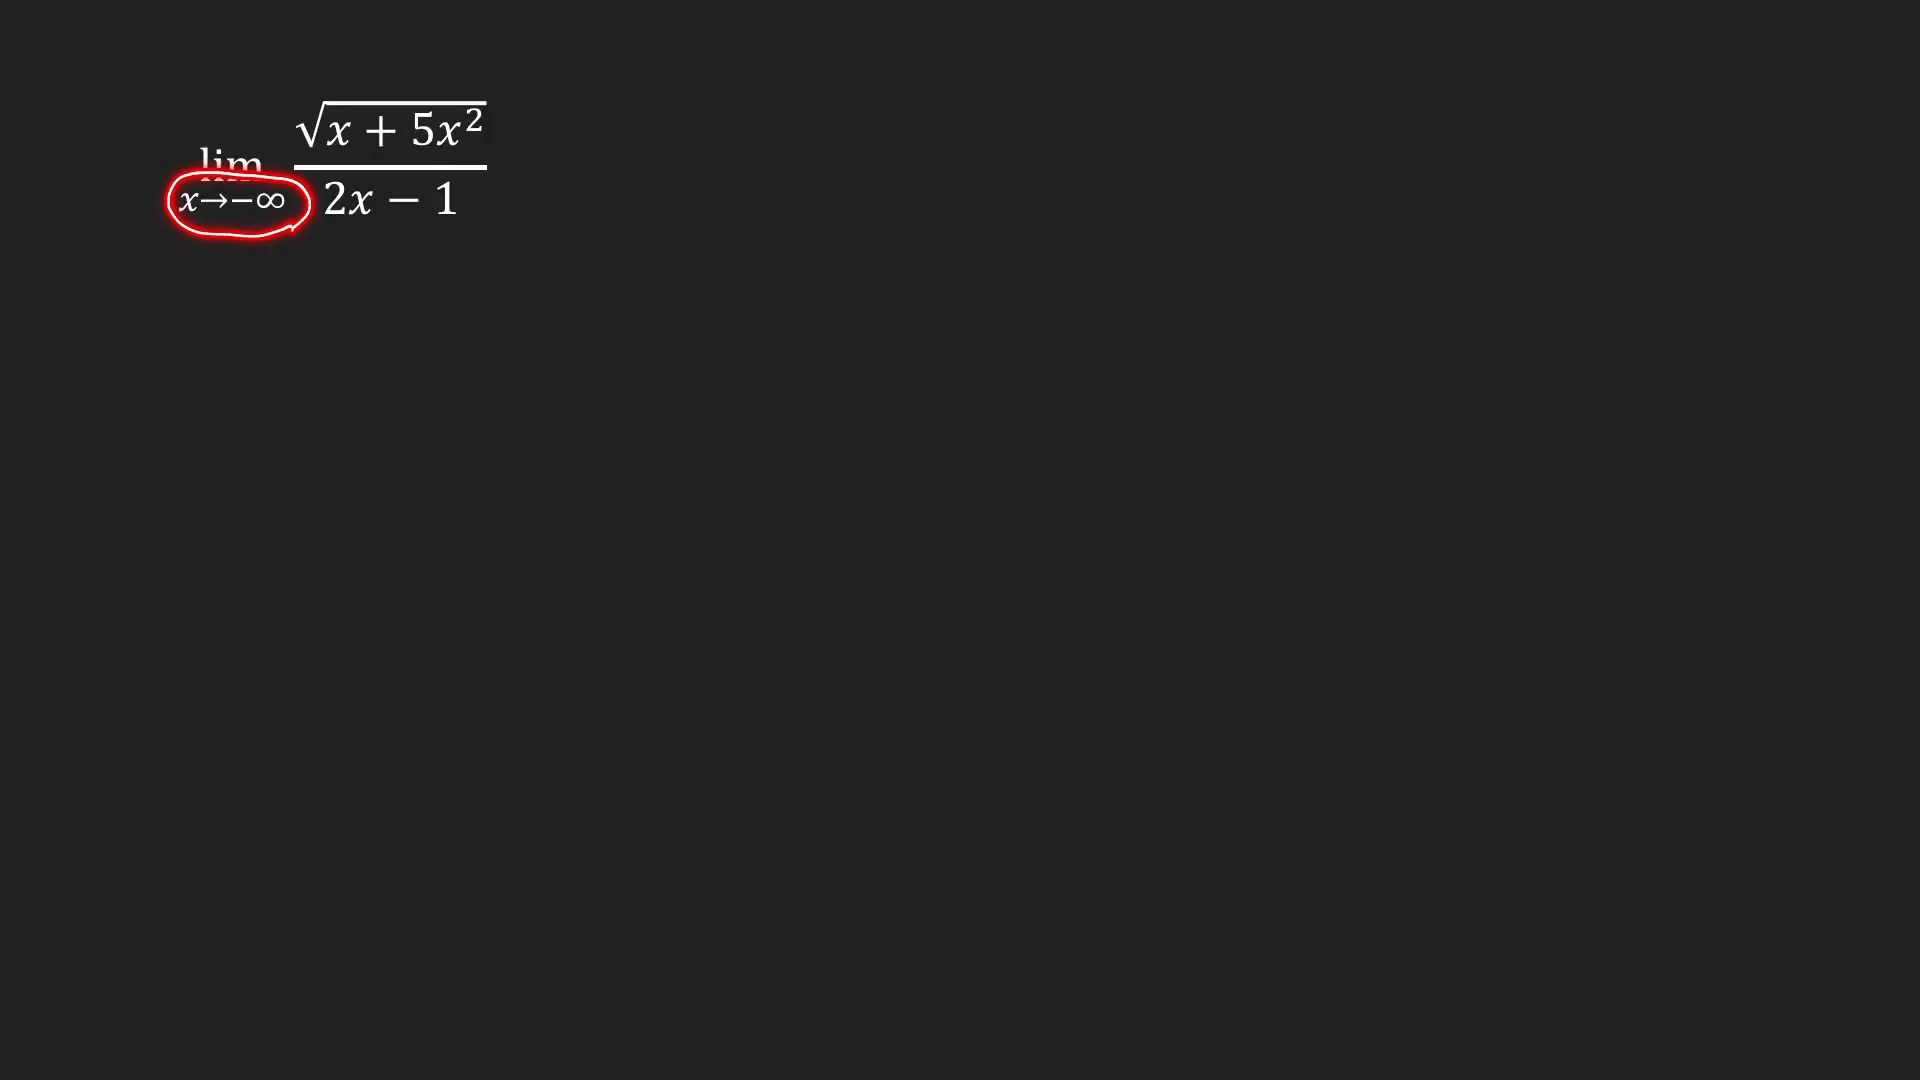 lim √(x + 5x²)
x→−∞ 2x − 1